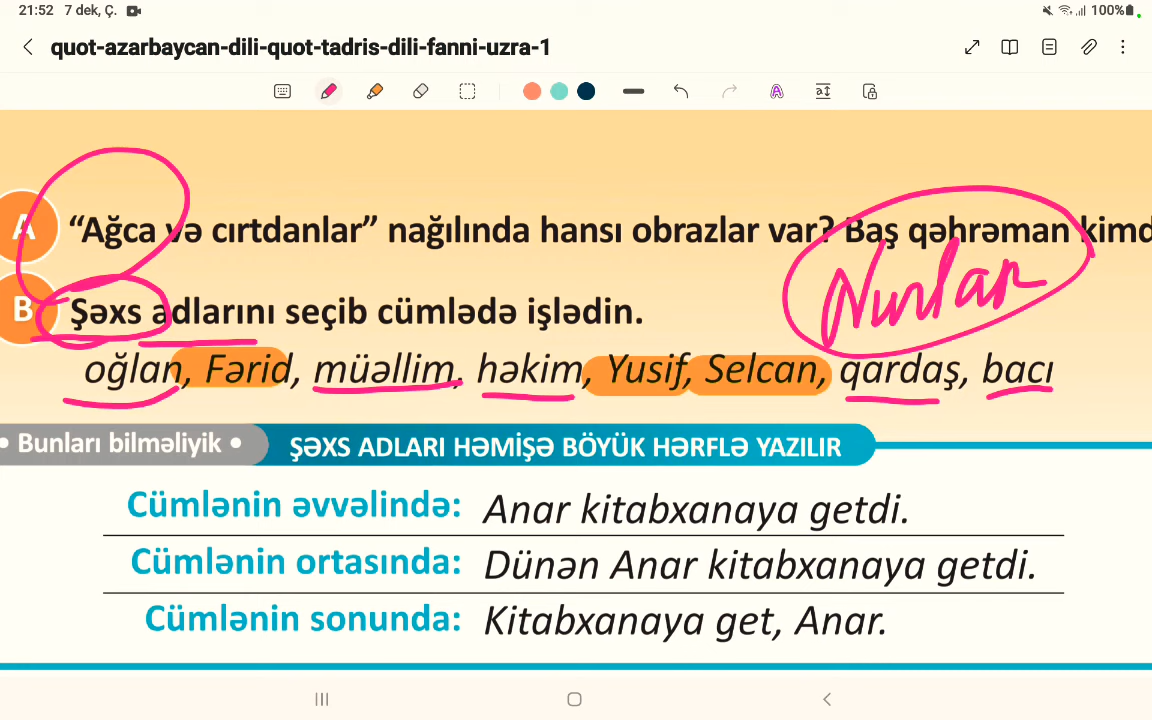 21:52 7 dek, Ç. 100%
quot-azarbaycan-dili-quot-tadris-dili-fanni-uzra-1
A “Ağca və cırtdanlar” nağılında hansı obrazlar var? Baş qəhrəman kimd
Nurlan
B Şəxs adlarını seçib cümlədə işlədin.
oğlan, Fərid, müəllim, həkim, Yusif, Selcan, qardaş, bacı
• Bunları bilməliyik • ŞƏXS ADLARI HƏMİŞƏ BÖYÜK HƏRFLƏ YAZILIR
Cümlənin əvvəlində: Anar kitabxanaya getdi.
Cümlənin ortasında: Dünən Anar kitabxanaya getdi.
Cümlənin sonunda: Kitabxanaya get, Anar.